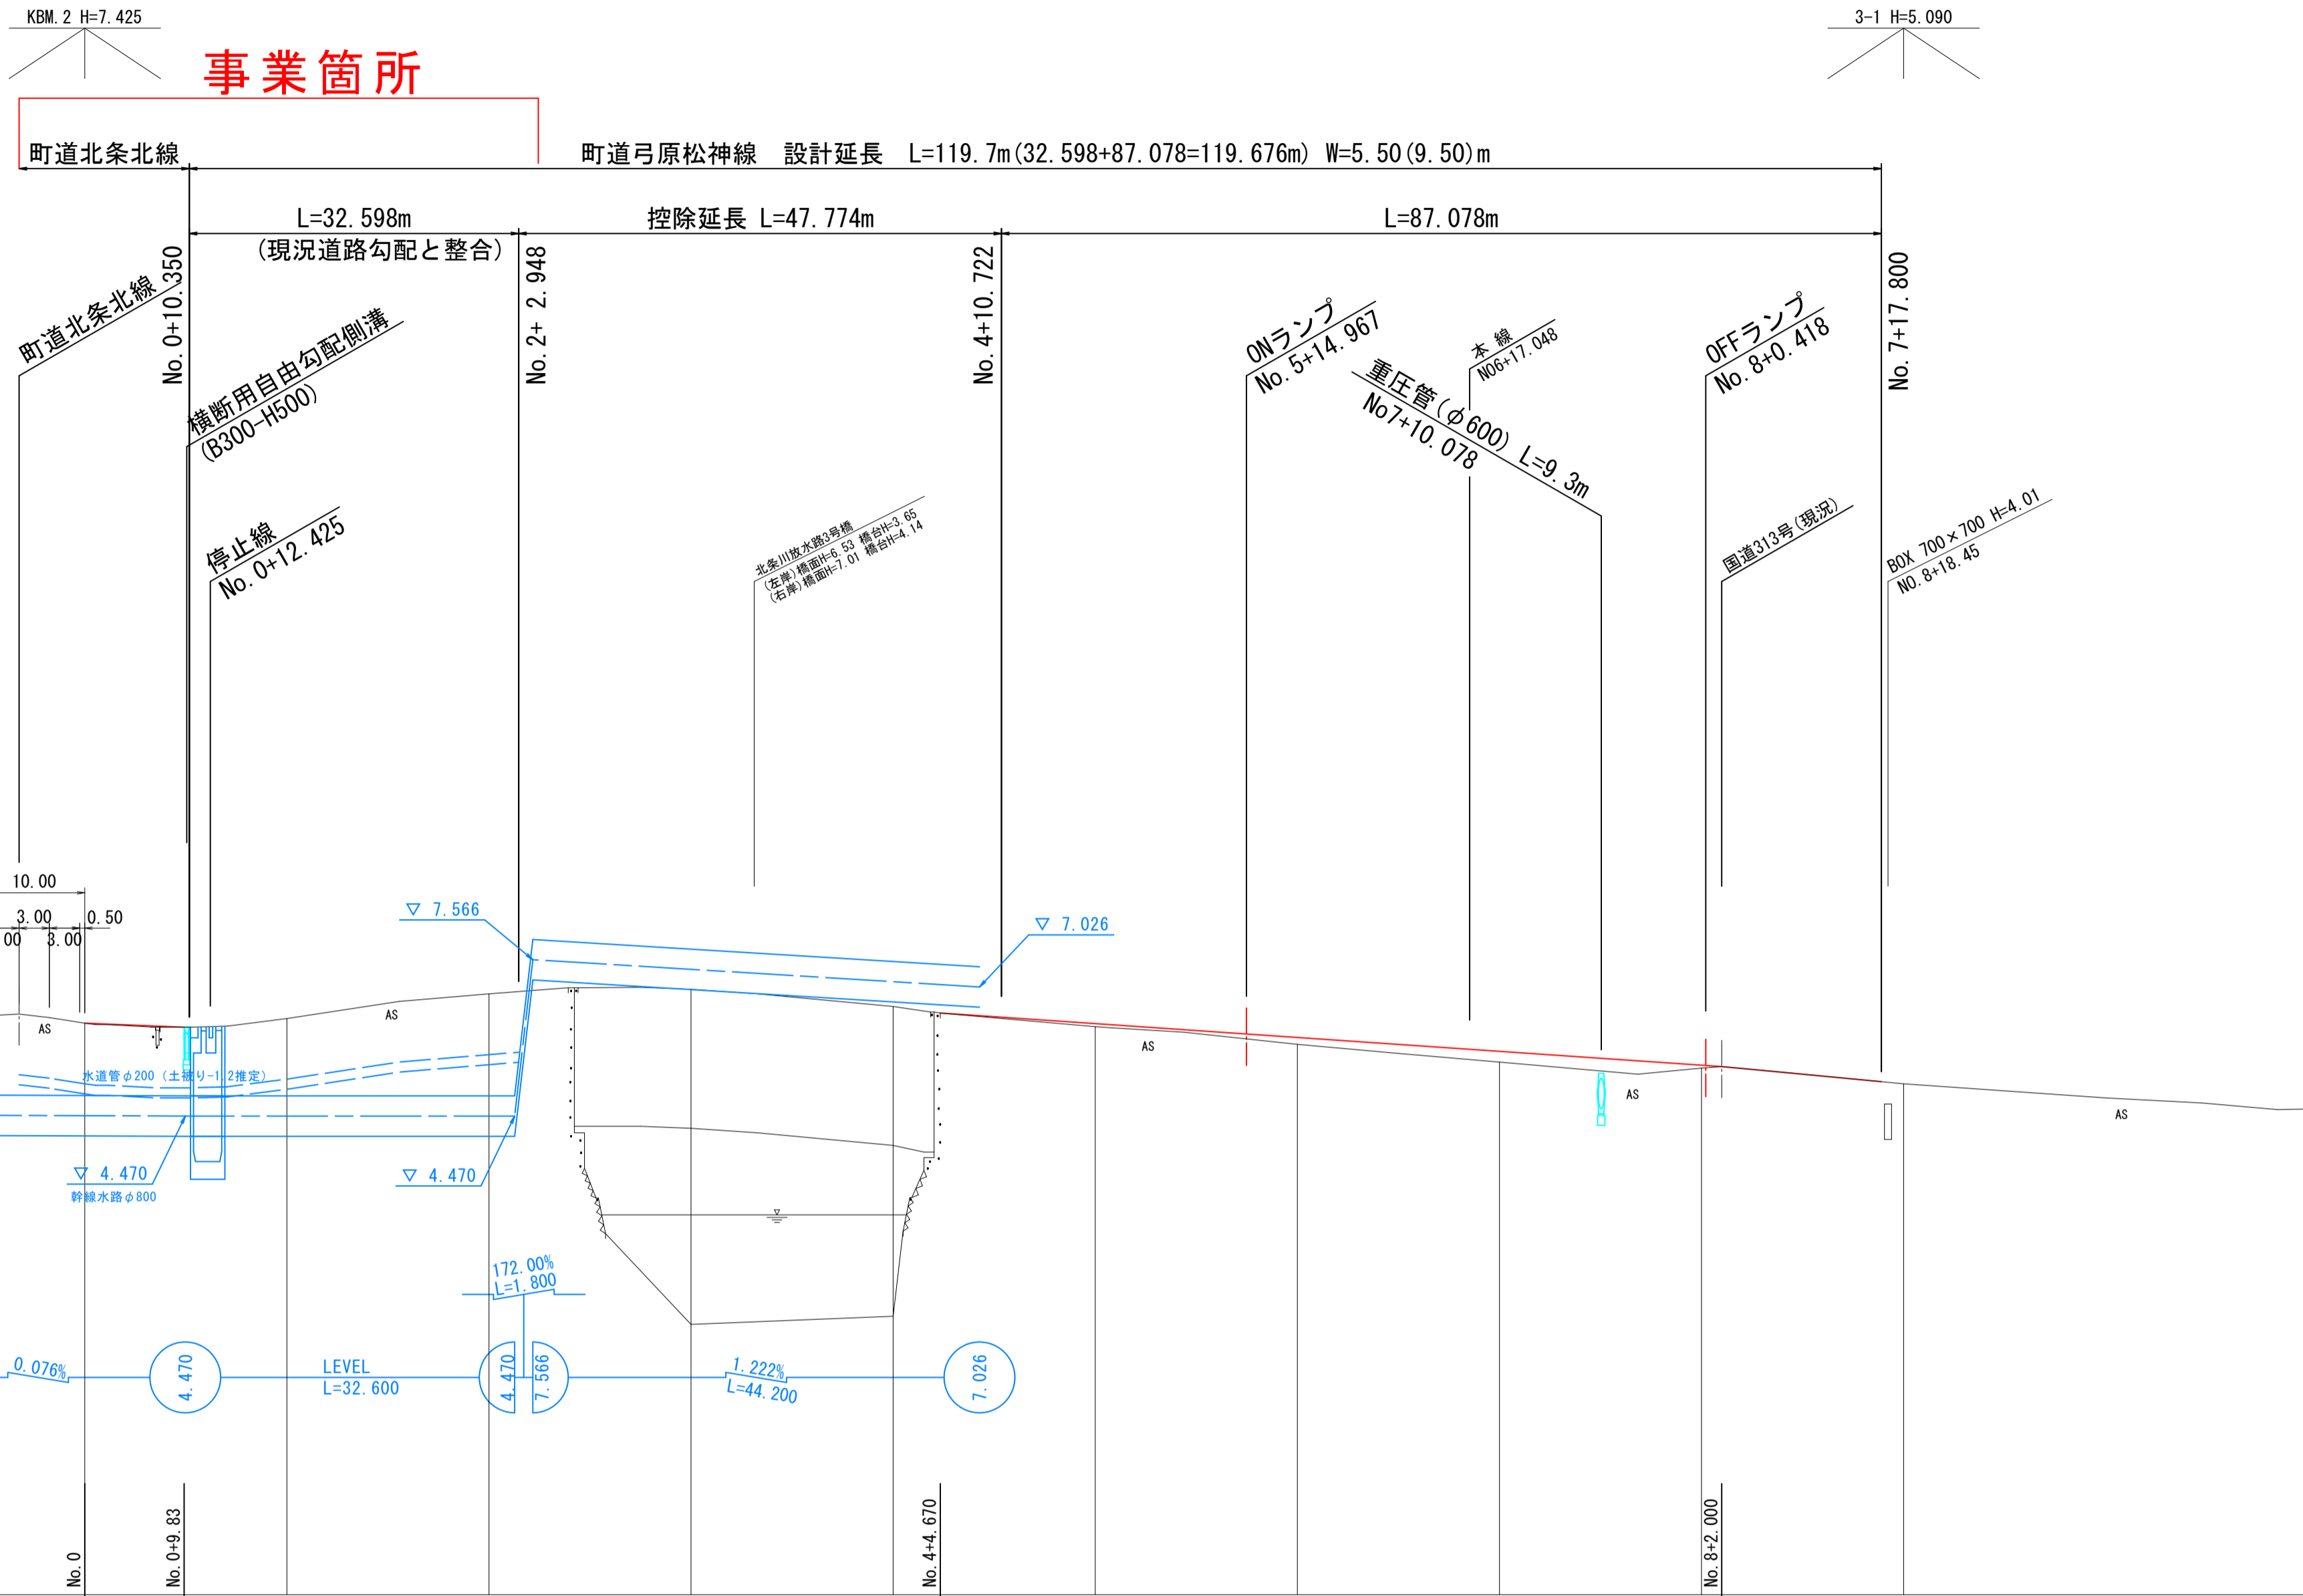 KBM.2 H=7.425
3-1 H=5.090
事業箇所
町道北条北線
町道弓原松神線 設計延長 L=119.7m(32.598+87.078=119.676m) W=5.50(9.50)m
L=32.598m
(現況道路勾配と整合)
控除延長 L=47.774m
L=87.078m
町道北条北線
No.0+10.350
横断用自由勾配側溝
(B300-H500)
停止線
No.0+12.425
No.2+ 2.948
北条川放水路3号橋
(左岸)橋面H=6.53 橋台H=3.65
(右岸)橋面H=7.01 橋台H=4.14
No.4+10.722
ONランプ
No.5+14.967
本 線
NO6+17.048
重圧管(φ600) L=9.3m
No7+10.078
OFFランプ
No.8+0.418
国道313号(現況)
No.7+17.800
BOX 700×700 H=4.01
NO.8+18.45
10.00
3.00
0.50
00
3.00
▽ 7.566
▽ 7.026
AS
AS
AS
AS
AS
水道管φ200(土被り-1.2推定)
▽ 4.470
幹線水路φ800
▽ 4.470
172.00%
L=1.800
0.076%
4.470
LEVEL
L=32.600
4.470
7.566
1.222%
L=44.200
7.026
No.0
No.0+9.83
No.4+4.670
No.8+2.000